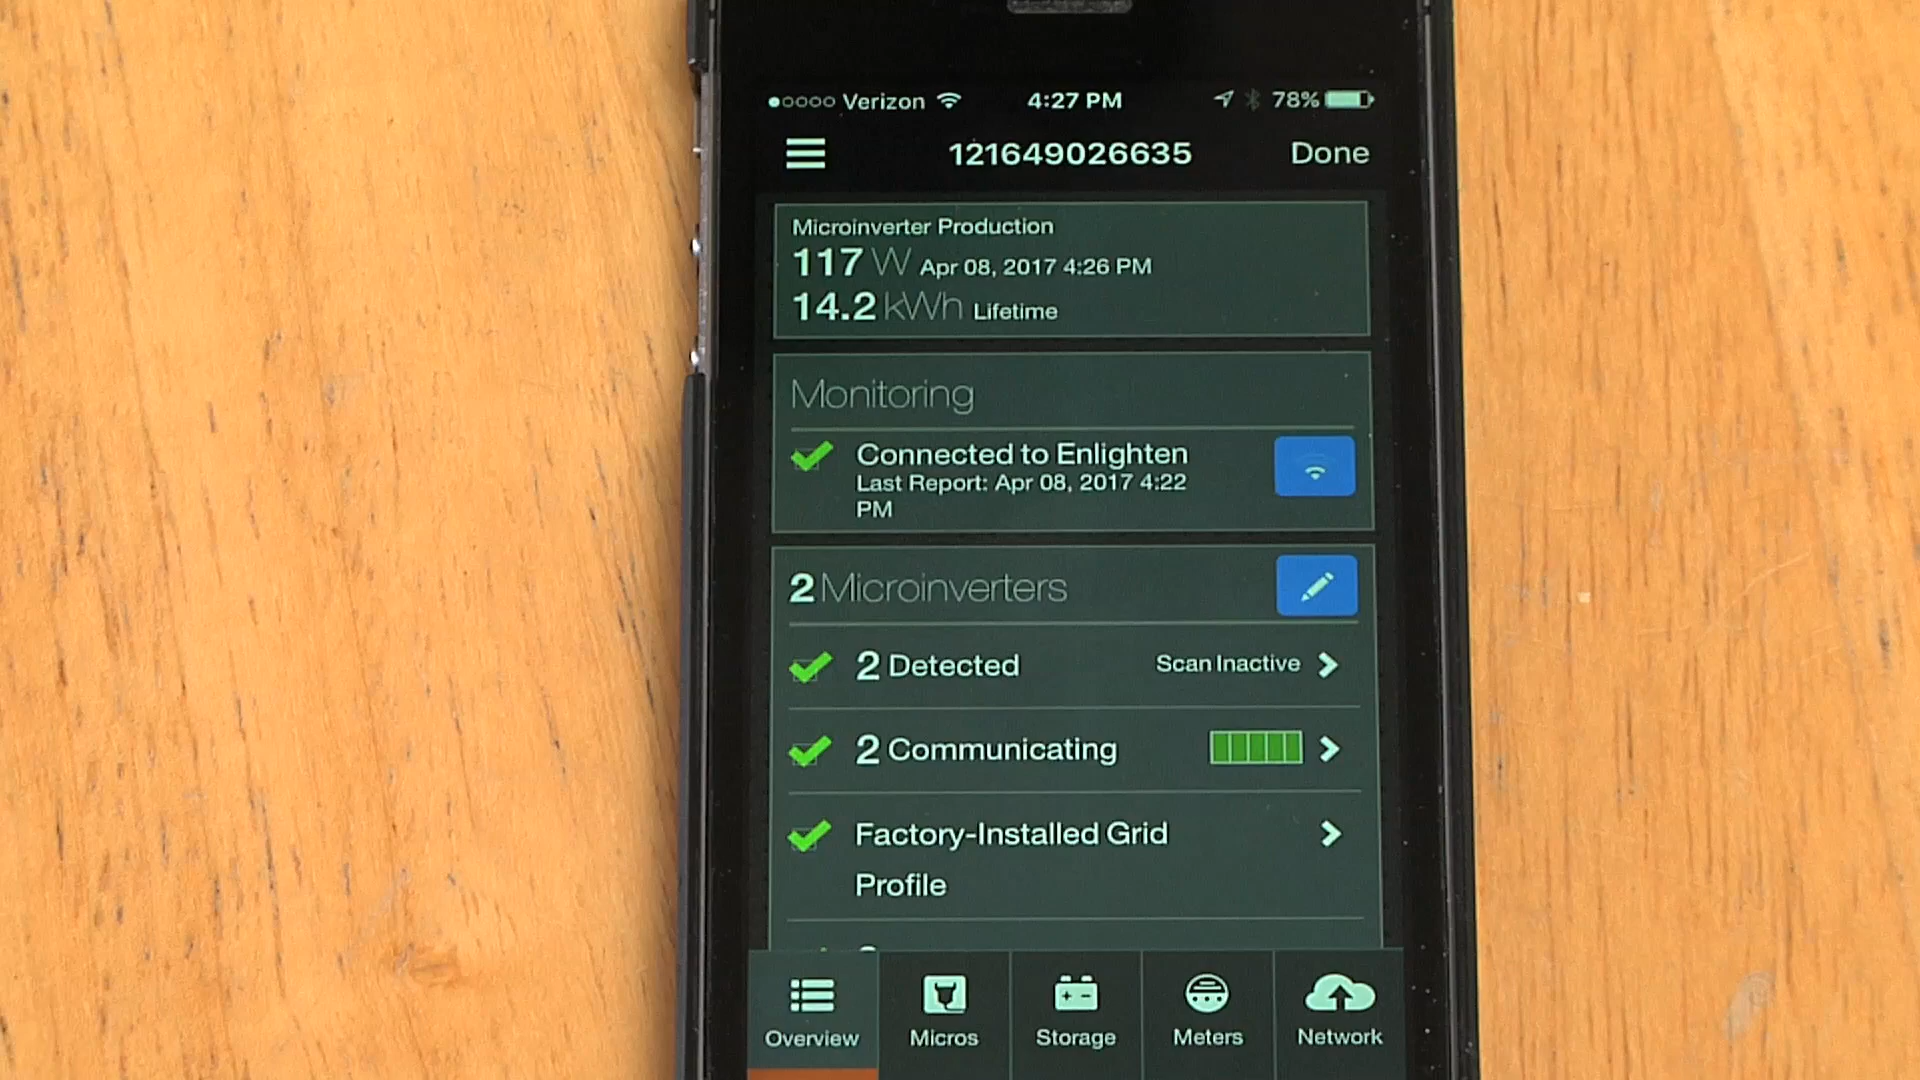 Verizon 4:27 PM 78%
121649026635 Done
Microinverter Production
117 W Apr 08, 2017 4:26 PM
14.2 kWh Lifetime
Monitoring
Connected to Enlighten
Last Report: Apr 08, 2017 4:22
PM
2 Microinverters
2 Detected Scan Inactive
2 Communicating
Factory-Installed Grid
Profile
Overview Micros Storage Meters Network